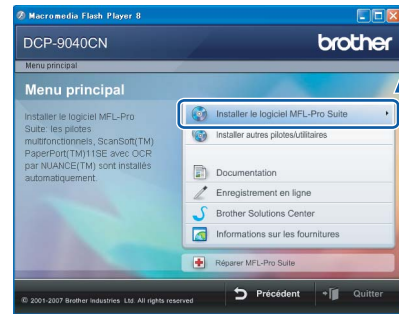 Macromedia Flash Player 8
DCP-9040CN
brother
Menu principal
Menu principal
Installer le logiciel MFL-Pro
Suite: les pilotes
multifonctionnels, ScanSoft(TM)
PaperPort(TM)11SE avec OCR
par NUANCE(TM) sont installés
automatiquement.
Installer le logiciel MFL-Pro Suite
Installer autres pilotes/utilitaires
Documentation
Enregistrement en ligne
Brother Solutions Center
Informations sur les fournitures
Réparer MFL-Pro Suite
© 2001-2007 Brother Industries Ltd. All rights reserved
Précédent
Quitter